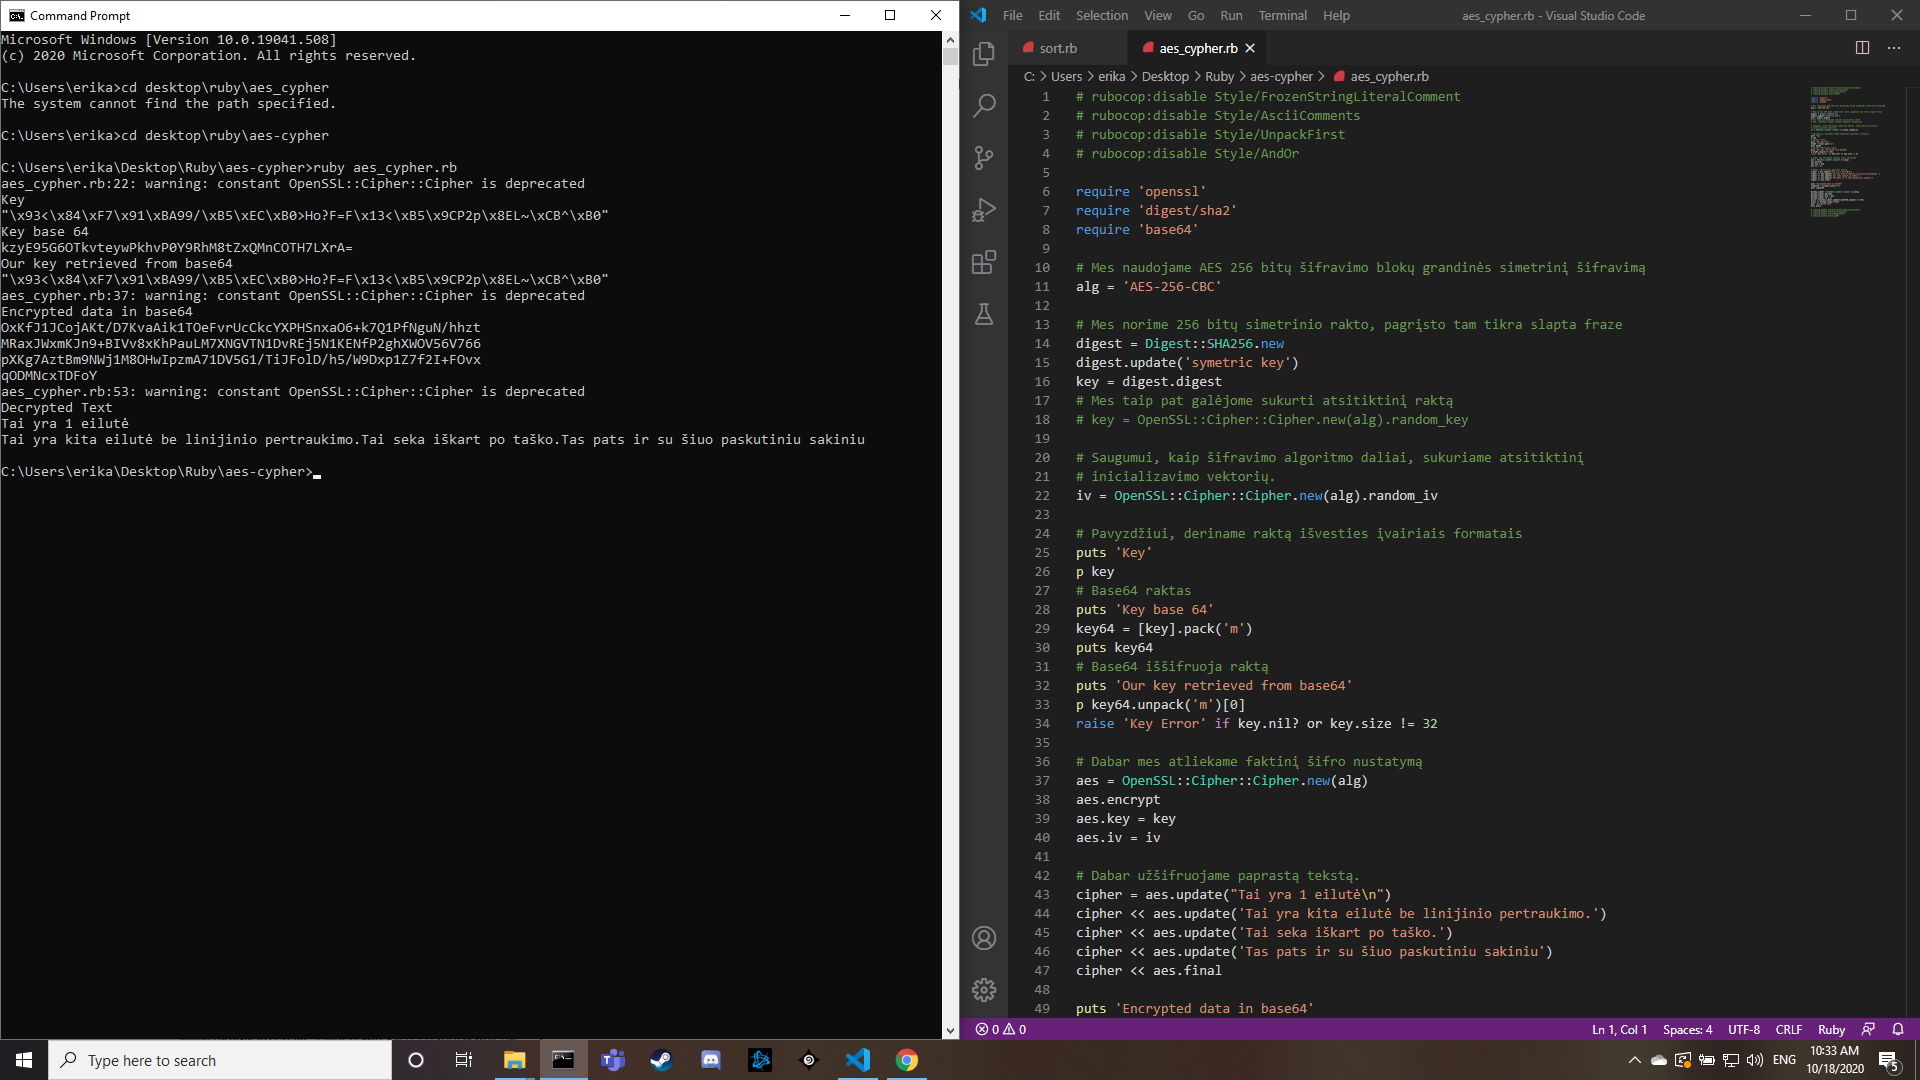 Command Prompt
Microsoft Windows [Version 10.0.19041.508]
(c) 2020 Microsoft Corporation. All rights reserved.
C:\Users\erika>cd desktop\ruby\aes_cypher
The system cannot find the path specified.
C:\Users\erika>cd desktop\ruby\aes-cypher
C:\Users\erika\Desktop\Ruby\aes-cypher>ruby aes_cypher.rb
aes_cypher.rb:22: warning: constant OpenSSL::Cipher::Cipher is deprecated
Key
"\x93<\x84\xF7\x91\xBA99/\xB5\xEC\xB0>Ho?F=F\x13<\xB5\x9CP2p\x8EL~\xCB^\xB0"
Key base 64
kzyE95G6OTkvteywPkhvP0Y9RhM8tZxQMnCOTH7LXrA=
Our key retrieved from base64
"\x93<\x84\xF7\x91\xBA99/\xB5\xEC\xB0>Ho?F=F\x13<\xB5\x9CP2p\x8EL~\xCB^\xB0"
aes_cypher.rb:37: warning: constant OpenSSL::Cipher::Cipher is deprecated
Encrypted data in base64
OxKfJ1JCojAKt/D7KvaAik1TOeFvrUcCkcYXPHSnxaO6+k7Q1PfNguN/hhzt
MRaxJWxmKJn9+BIVv8xKhPauLM7XNGVTN1DvREj5N1KENfP2ghXWOV56V766
pXKg7AztBm9NWj1M8OHwIpzmA71DV5G1/TiJFolD/h5/W9Dxp1Z7f2I+FOvx
qODMNcxTDFoY
aes_cypher.rb:53: warning: constant OpenSSL::Cipher::Cipher is deprecated
Decrypted Text
Tai yra 1 eilutė
Tai yra kita eilutė be linijinio pertraukimo.Tai seka iškart po taško.Tas pats ir su šiuo paskutiniu sakiniu
C:\Users\erika\Desktop\Ruby\aes-cypher>
File Edit Selection View Go Run Terminal Help aes_cypher.rb - Visual Studio Code
sort.rb aes_cypher.rb
C: > Users > erika > Desktop > Ruby > aes-cypher > aes_cypher.rb
1 # rubocop:disable Style/FrozenStringLiteralComment
2 # rubocop:disable Style/AsciiComments
3 # rubocop:disable Style/UnpackFirst
4 # rubocop:disable Style/AndOr
5
6 require 'openssl'
7 require 'digest/sha2'
8 require 'base64'
9
10 # Mes naudojame AES 256 bitų šifravimo blokų grandinės simetrinį šifravimą
11 alg = 'AES-256-CBC'
12
13 # Mes norime 256 bitų simetrinio rakto, pagrįsto tam tikra slapta fraze
14 digest = Digest::SHA256.new
15 digest.update('symetric key')
16 key = digest.digest
17 # Mes taip pat galėjome sukurti atsitiktinį raktą
18 # key = OpenSSL::Cipher::Cipher.new(alg).random_key
19
20 # Saugumui, kaip šifravimo algoritmo daliai, sukuriame atsitiktinį
21 # inicializavimo vektorių.
22 iv = OpenSSL::Cipher::Cipher.new(alg).random_iv
23
24 # Pavyzdžiui, deriname raktą išvesties įvairiais formatais
25 puts 'Key'
26 p key
27 # Base64 raktas
28 puts 'Key base 64'
29 key64 = [key].pack('m')
30 puts key64
31 # Base64 iššifruoja raktą
32 puts 'Our key retrieved from base64'
33 p key64.unpack('m')[0]
34 raise 'Key Error' if key.nil? or key.size != 32
35
36 # Dabar mes atliekame faktinį šifro nustatymą
37 aes = OpenSSL::Cipher::Cipher.new(alg)
38 aes.encrypt
39 aes.key = key
40 aes.iv = iv
41
42 # Dabar užšifruojame paprastą tekstą.
43 cipher = aes.update("Tai yra 1 eilutė\n")
44 cipher << aes.update('Tai yra kita eilutė be linijinio pertraukimo.')
45 cipher << aes.update('Tai seka iškart po taško.')
46 cipher << aes.update('Tas pats ir su šiuo paskutiniu sakiniu')
47 cipher << aes.final
48
49 puts 'Encrypted data in base64'
0 0 Ln 1, Col 1 Spaces: 4 UTF-8 CRLF Ruby
Type here to search
ENG 10:33 AM
10/18/2020
5